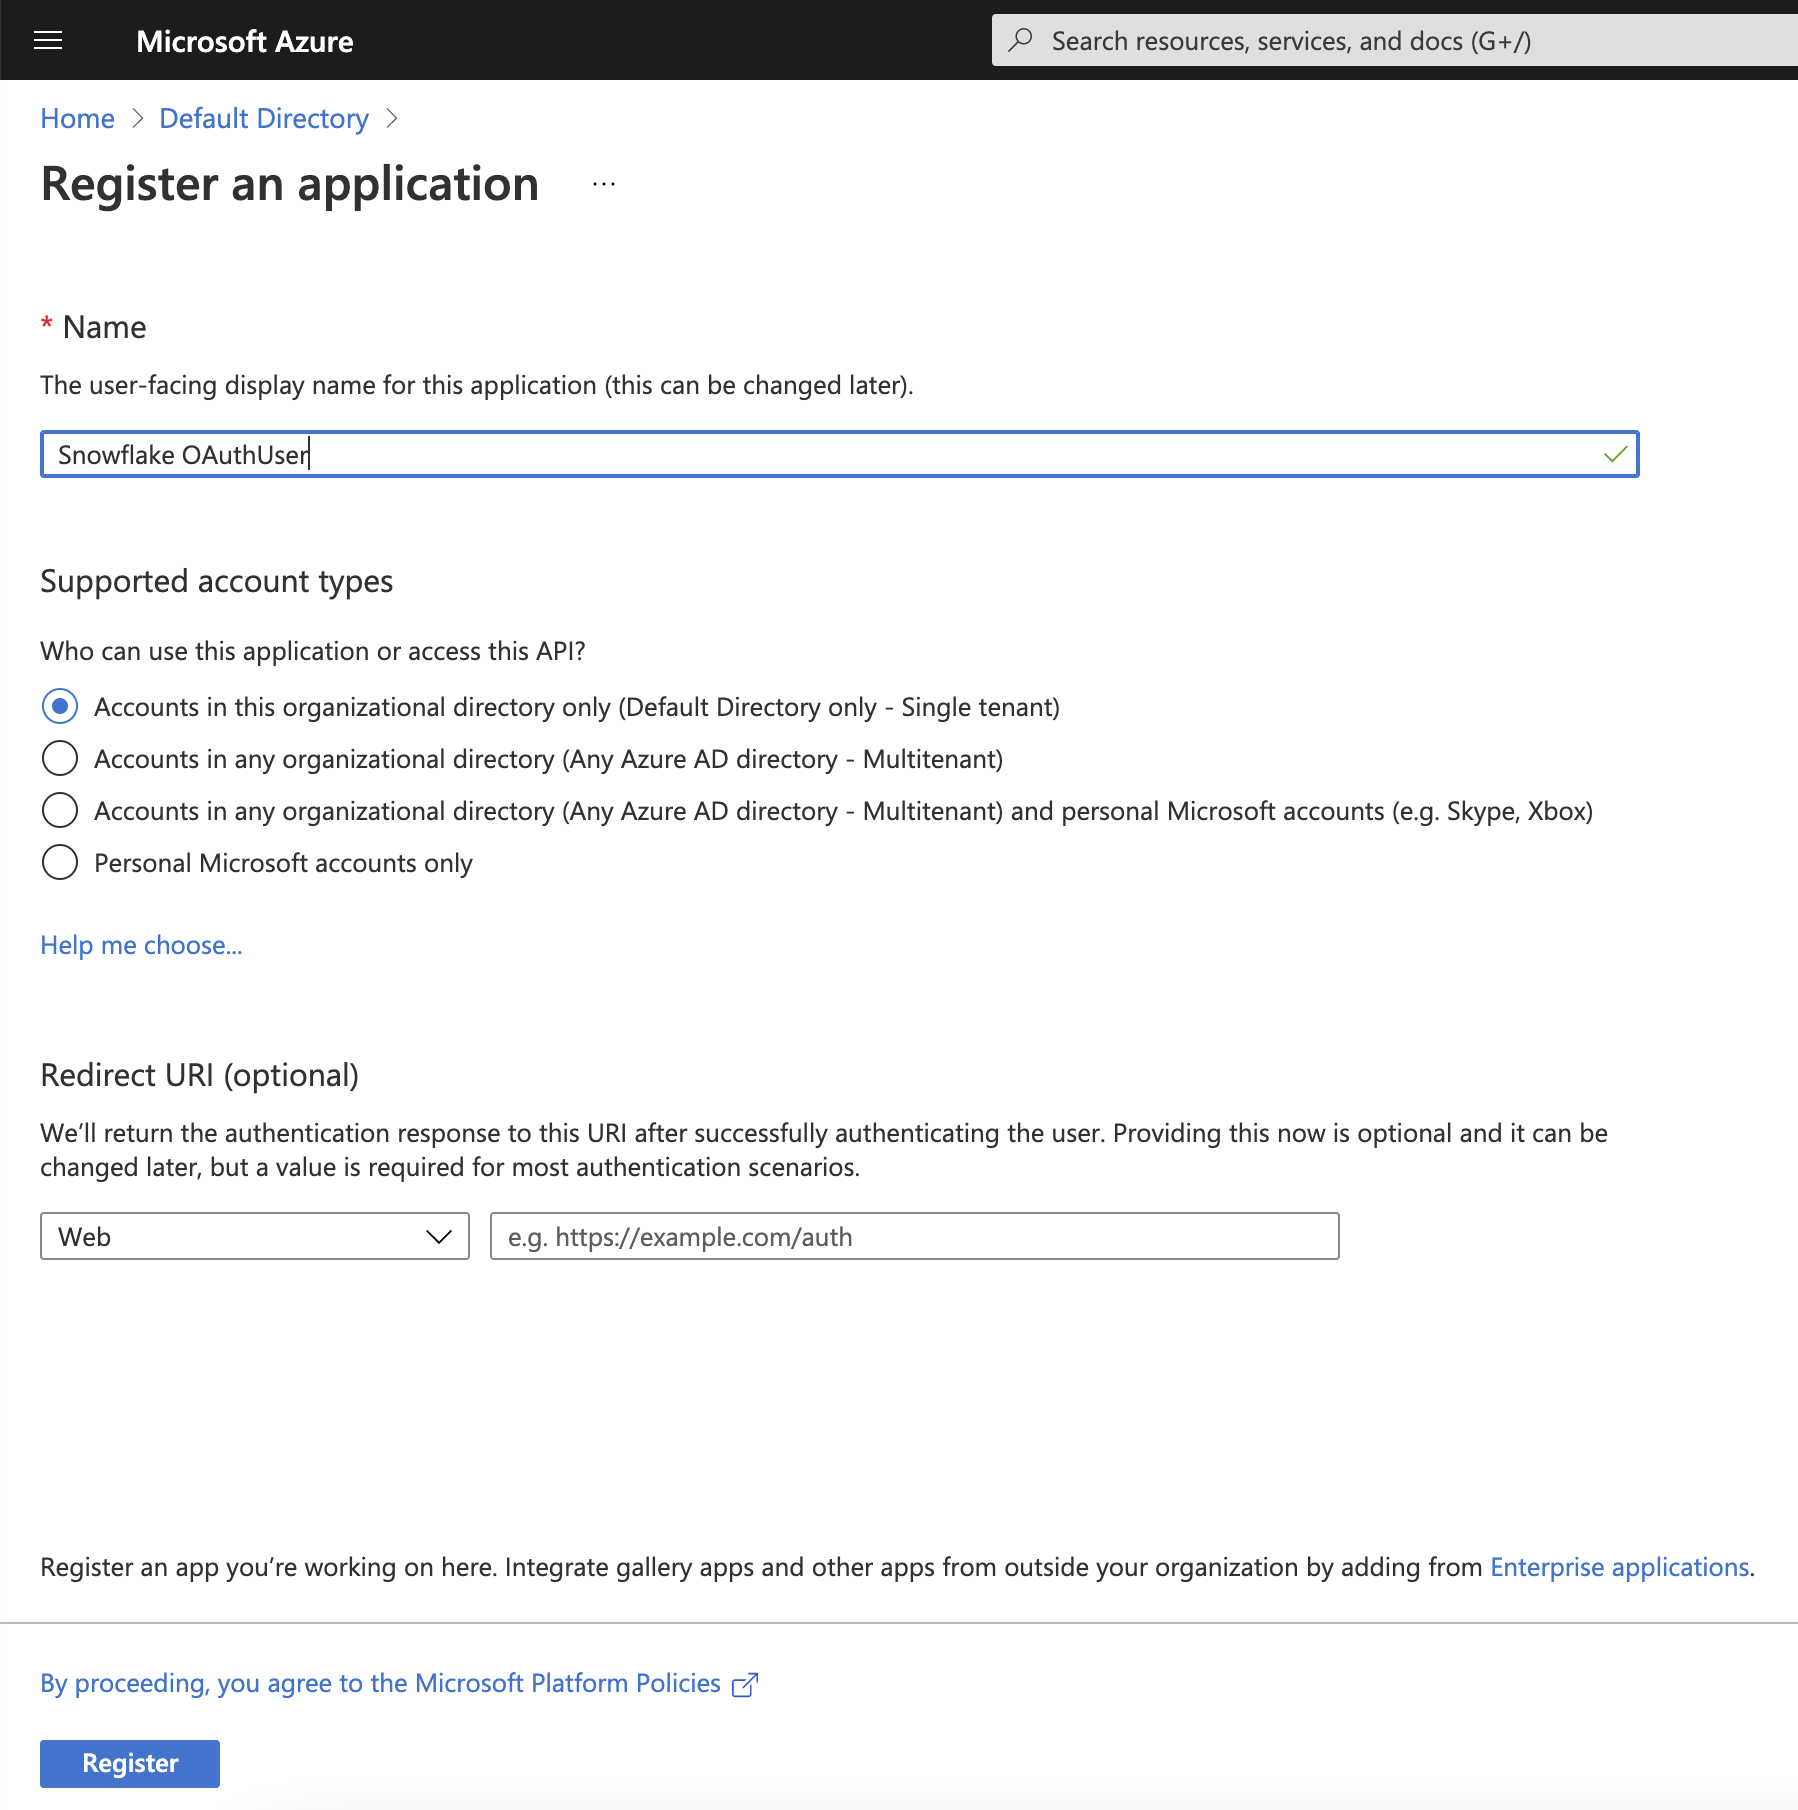 Microsoft Azure
Search resources, services, and docs (G+/)
Home > Default Directory >
Register an application ...
* Name
The user-facing display name for this application (this can be changed later).
Snowflake OAuthUser
Supported account types
Who can use this application or access this API?
Accounts in this organizational directory only (Default Directory only - Single tenant)
Accounts in any organizational directory (Any Azure AD directory - Multitenant)
Accounts in any organizational directory (Any Azure AD directory - Multitenant) and personal Microsoft accounts (e.g. Skype, Xbox)
Personal Microsoft accounts only
Help me choose...
Redirect URI (optional)
We’ll return the authentication response to this URI after successfully authenticating the user. Providing this now is optional and it can be
changed later, but a value is required for most authentication scenarios.
Web
e.g. https://example.com/auth
Register an app you’re working on here. Integrate gallery apps and other apps from outside your organization by adding from Enterprise applications.
By proceeding, you agree to the Microsoft Platform Policies
Register